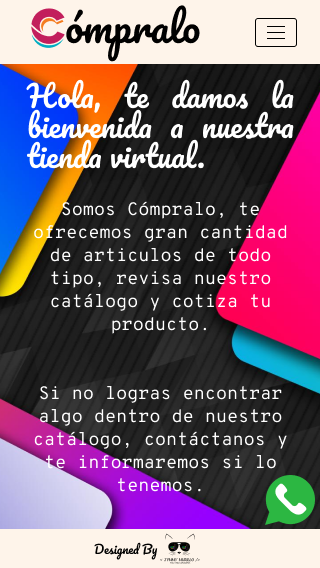 Cómpralo
Hola, te damos la
bienvenida a nuestra
tienda virtual.
Somos Cómpralo, te
ofrecemos gran cantidad
de articulos de todo
tipo, revisa nuestro
catálogo y cotiza tu
producto.
Si no logras encontrar
algo dentro de nuestro
catálogo, contáctanos y
te informaremos si lo
tenemos.
Designed By